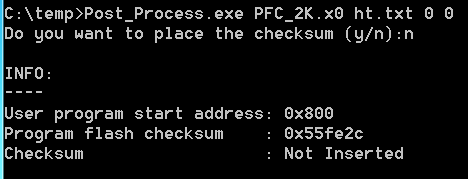 C:\temp>Post_Process.exe PFC_2K.x0 ht.txt 0 0
Do you want to place the checksum (y/n):n
INFO:
----
User program start address: 0x800
Program flash checksum    : 0x55fe2c
Checksum                  : Not Inserted